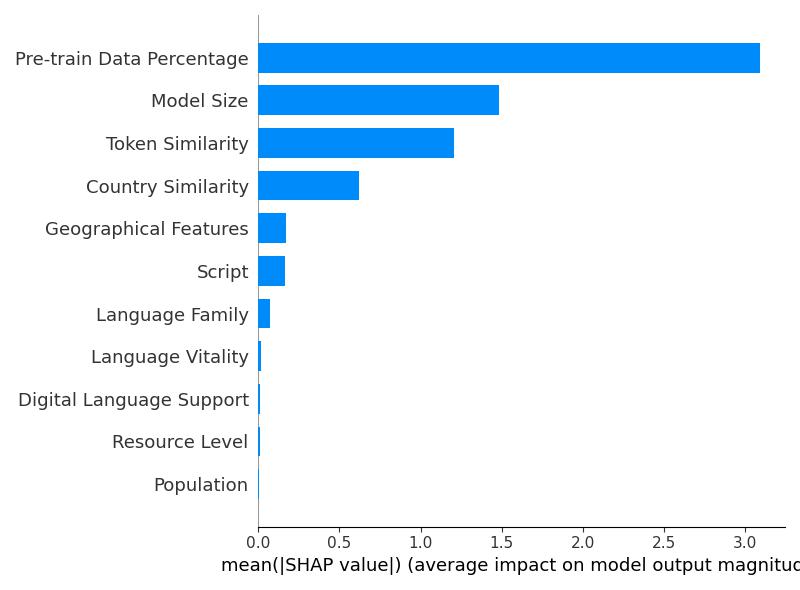 Pre-train Data Percentage
Model Size
Token Similarity
Country Similarity
Geographical Features
Script
Language Family
Language Vitality
Digital Language Support
Resource Level
Population
0.0 0.5 1.0 1.5 2.0 2.5 3.0
mean(|SHAP value|) (average impact on model output magnitud